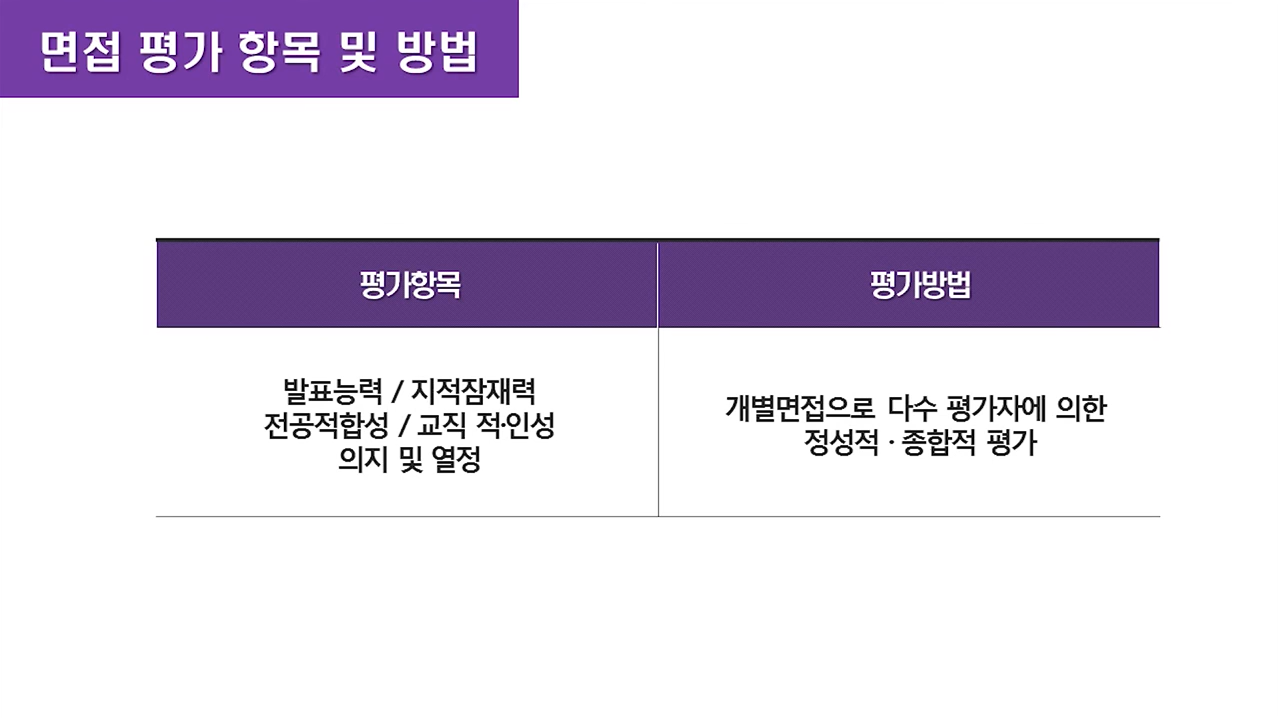 면접 평가 항목 및 방법
평가항목
평가방법
발표능력 / 지적잠재력
전공적합성 / 교직 적·인성
의지 및 열정
개별면접으로 다수 평가자에 의한
정성적 · 종합적 평가